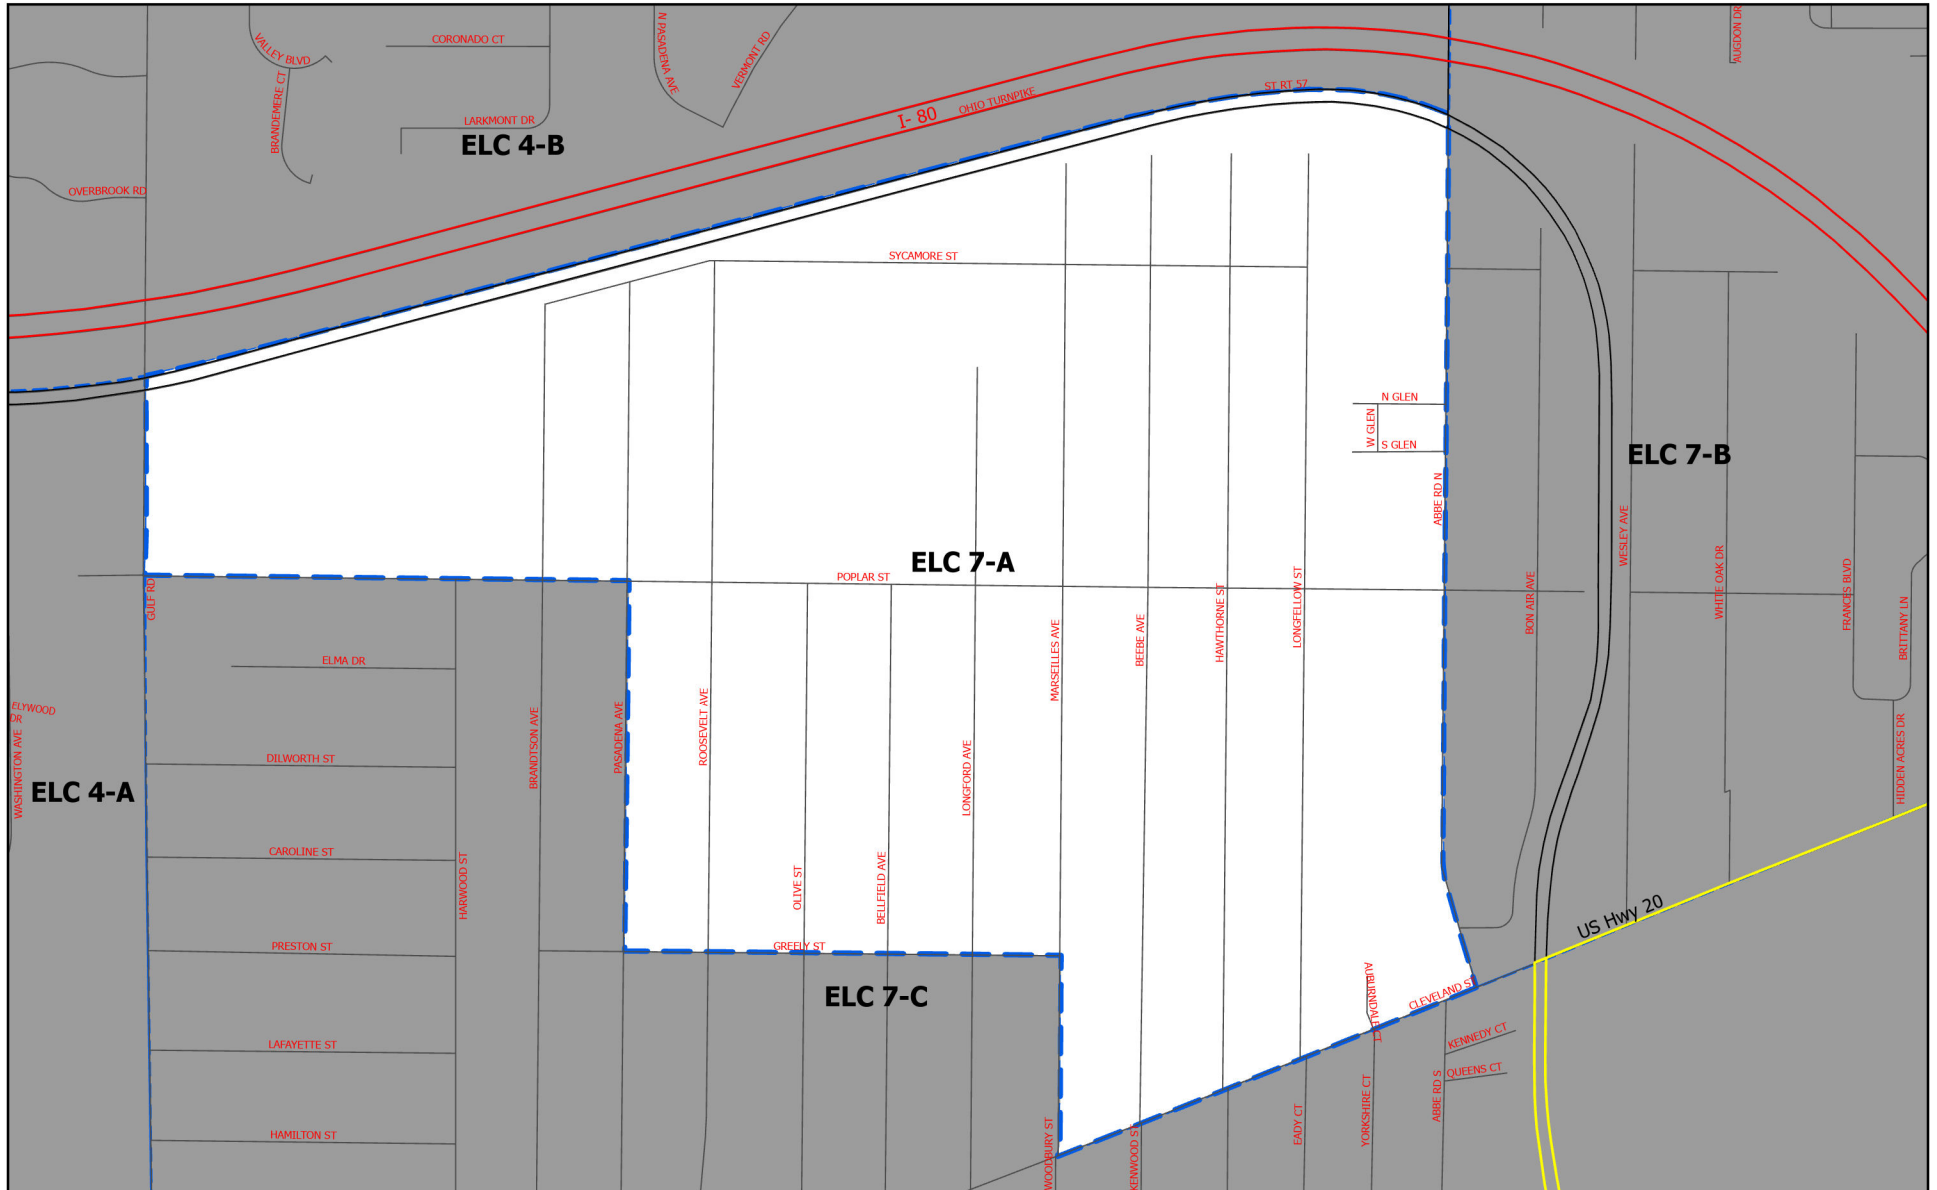 N PASADENA AVE
AUGDON DR
VALLEY BLVD
CORONADO CT
VERMONT RD
BRANDEMERE CT
ST RT 57
OHIO TURNPIKE
I- 80
LARKMONT DR
ELC 4-B
OVERBROOK RD
SYCAMORE ST
N GLEN
W GLEN
S GLEN
ELC 7-B
ABBE RD N
WESLEY AVE
ELC 7-A
POPLAR ST
GULF RD
LONGFELLOW ST
HAWTHORNE ST
BON AIR AVE
WHITE OAK DR
FRANCES BLVD
BRITTANY LN
BEEBE AVE
MARSEILLES AVE
ELMA DR
ELYWOOD
DR
WASHINGTON AVE
BRANDTSON AVE
PASADENA AVE
ROOSEVELT AVE
LONGFORD AVE
HIDDEN ACRES DR
DILWORTH ST
ELC 4-A
CAROLINE ST
HARWOOD ST
OLIVE ST
BELLFIELD AVE
US Hwy 20
PRESTON ST
GREELY ST
ELC 7-C
AUBURNDALE CT
CLEVELAND ST
KENNEDY CT
LAFAYETTE ST
QUEENS CT
ABBE RD S
YORKSHIRE CT
EADY CT
HAMILTON ST
WOODBURY ST
KENWOOD ST